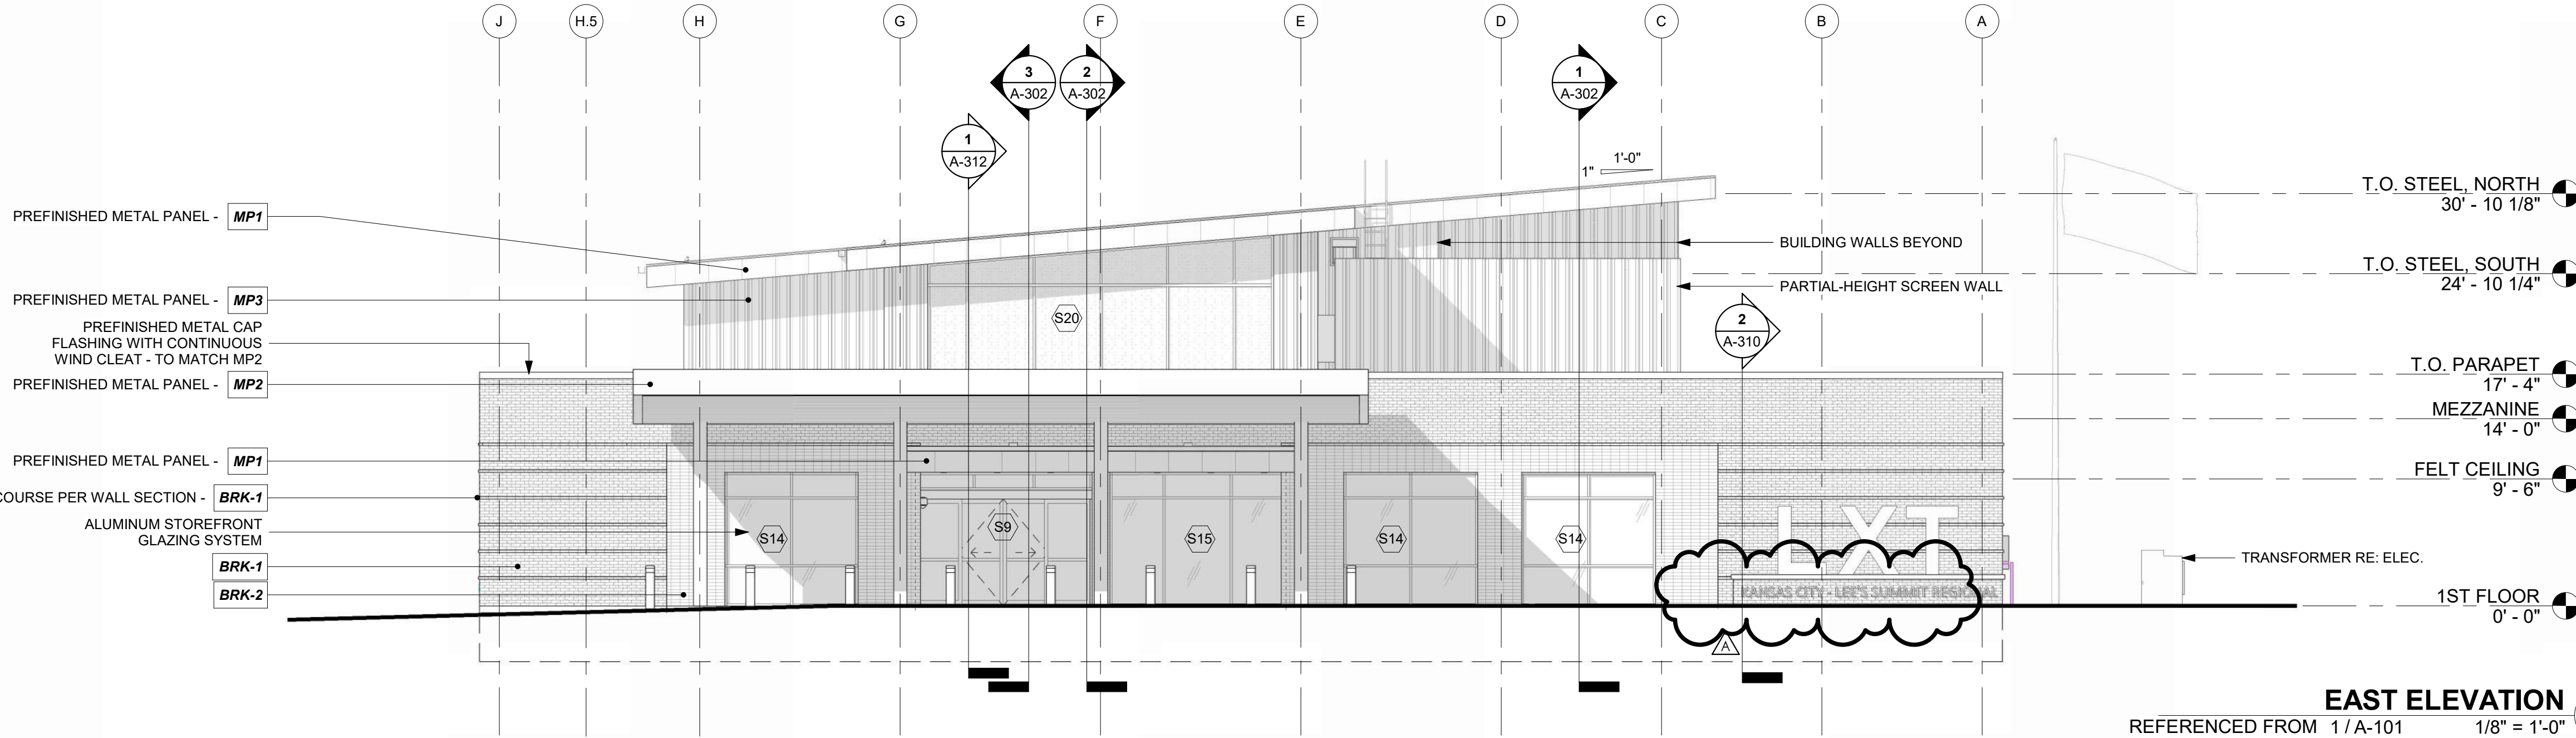 J
H.5
H
G
F
E
D
C
B
A
3
A-302
2
A-302
1
A-302
1
A-312
1'-0"
1"
PREFINISHED METAL PANEL - MP1
PREFINISHED METAL PANEL - MP3
PREFINISHED METAL CAP
FLASHING WITH CONTINUOUS
WIND CLEAT - TO MATCH MP2
PREFINISHED METAL PANEL - MP2
PREFINISHED METAL PANEL - MP1
COURSE PER WALL SECTION - BRK-1
ALUMINUM STOREFRONT
GLAZING SYSTEM
BRK-1
BRK-2
S20
S14
S9
S15
S14
S14
BUILDING WALLS BEYOND
PARTIAL-HEIGHT SCREEN WALL
2
A-310
LXT
KANSAS CITY - LEE'S SUMMIT REGIONAL
A
TRANSFORMER RE: ELEC.
T.O. STEEL, NORTH
30' - 10 1/8"
T.O. STEEL, SOUTH
24' - 10 1/4"
T.O. PARAPET
17' - 4"
MEZZANINE
14' - 0"
FELT CEILING
9' - 6"
1ST FLOOR
0' - 0"
EAST ELEVATION
REFERENCED FROM 1 / A-101 1/8" = 1'-0"